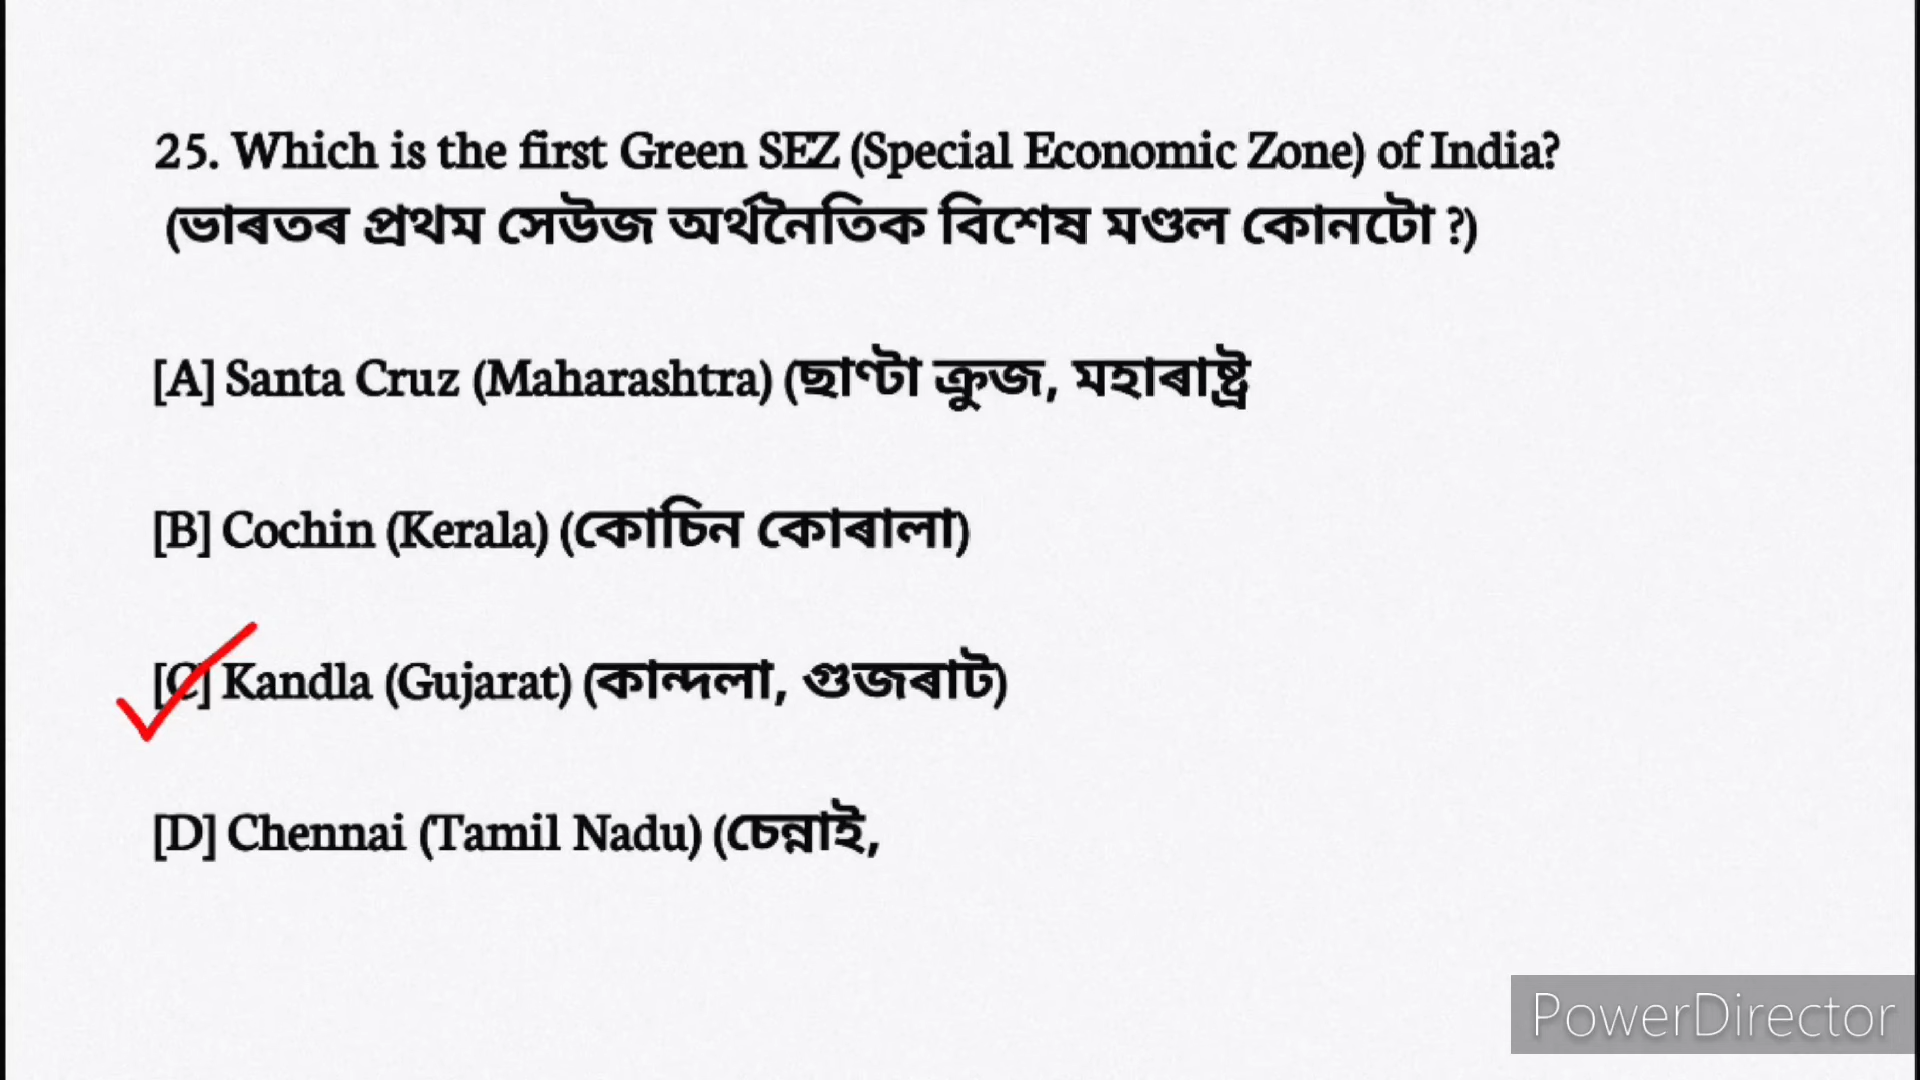 25. Which is the first Green SEZ (Special Economic Zone) of India?
(ভাৰতৰ প্ৰথম সেউজ অৰ্থনৈতিক বিশেষ মণ্ডল কোনটো ?)
[A] Santa Cruz (Maharashtra) (ছাণ্টা ক্ৰুজ, মহাৰাষ্ট্ৰ
[B] Cochin (Kerala) (কোচিন কোৰালা)
[C] Kandla (Gujarat) (কান্দলা, গুজৰাট)
[D] Chennai (Tamil Nadu) (চেন্নাই,
PowerDirector